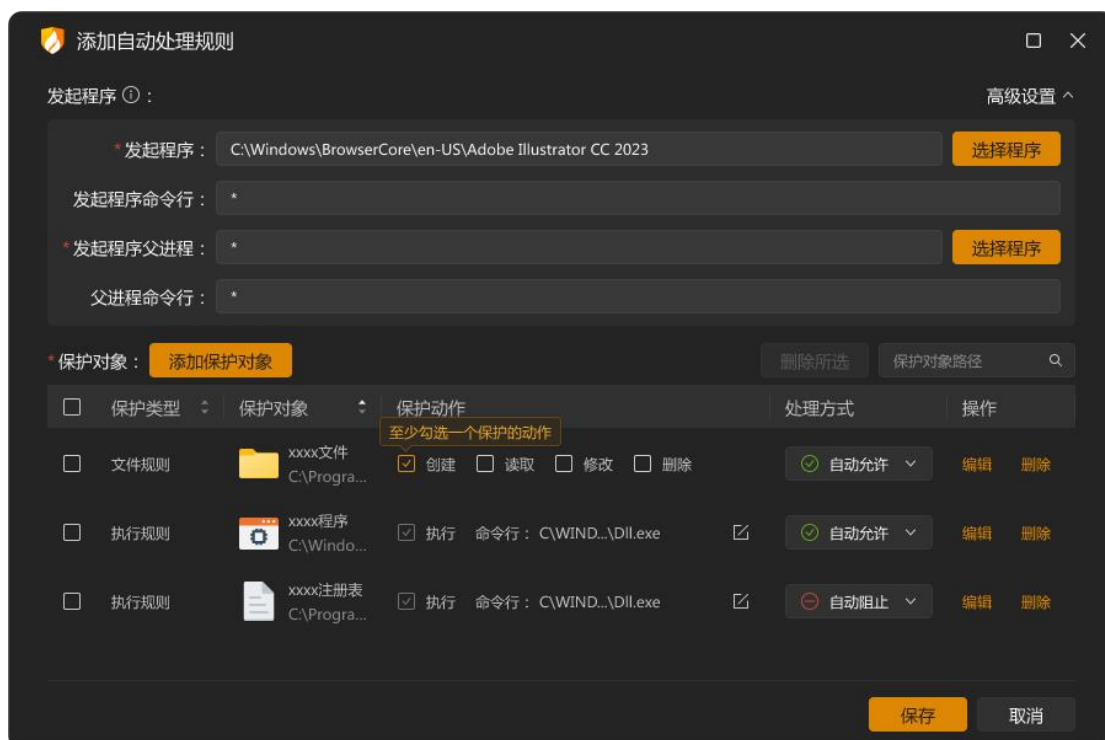 添加自动处理规则
发起程序 ⓘ : 高级设置
*发起程序 : C:\Windows\BrowserCore\en-US\Adobe Illustrator CC 2023 选择程序
发起程序命令行 : *
*发起程序父进程 : * 选择程序
父进程命令行 : *
*保护对象 : 添加保护对象 删除所选 保护对象路径
保护类型 保护对象 保护动作 处理方式 操作
至少勾选一个保护的动作
文件规则 xxxx文件 创建 读取 修改 删除 自动允许 编辑 删除
C:\Progra...
执行规则 xxxx程序 执行 命令行 : C\WIND...\Dll.exe 自动允许 编辑 删除
C:\Windo...
执行规则 xxxx注册表 执行 命令行 : C\WIND...\Dll.exe 自动阻止 编辑 删除
C:\Progra...
保存 取消